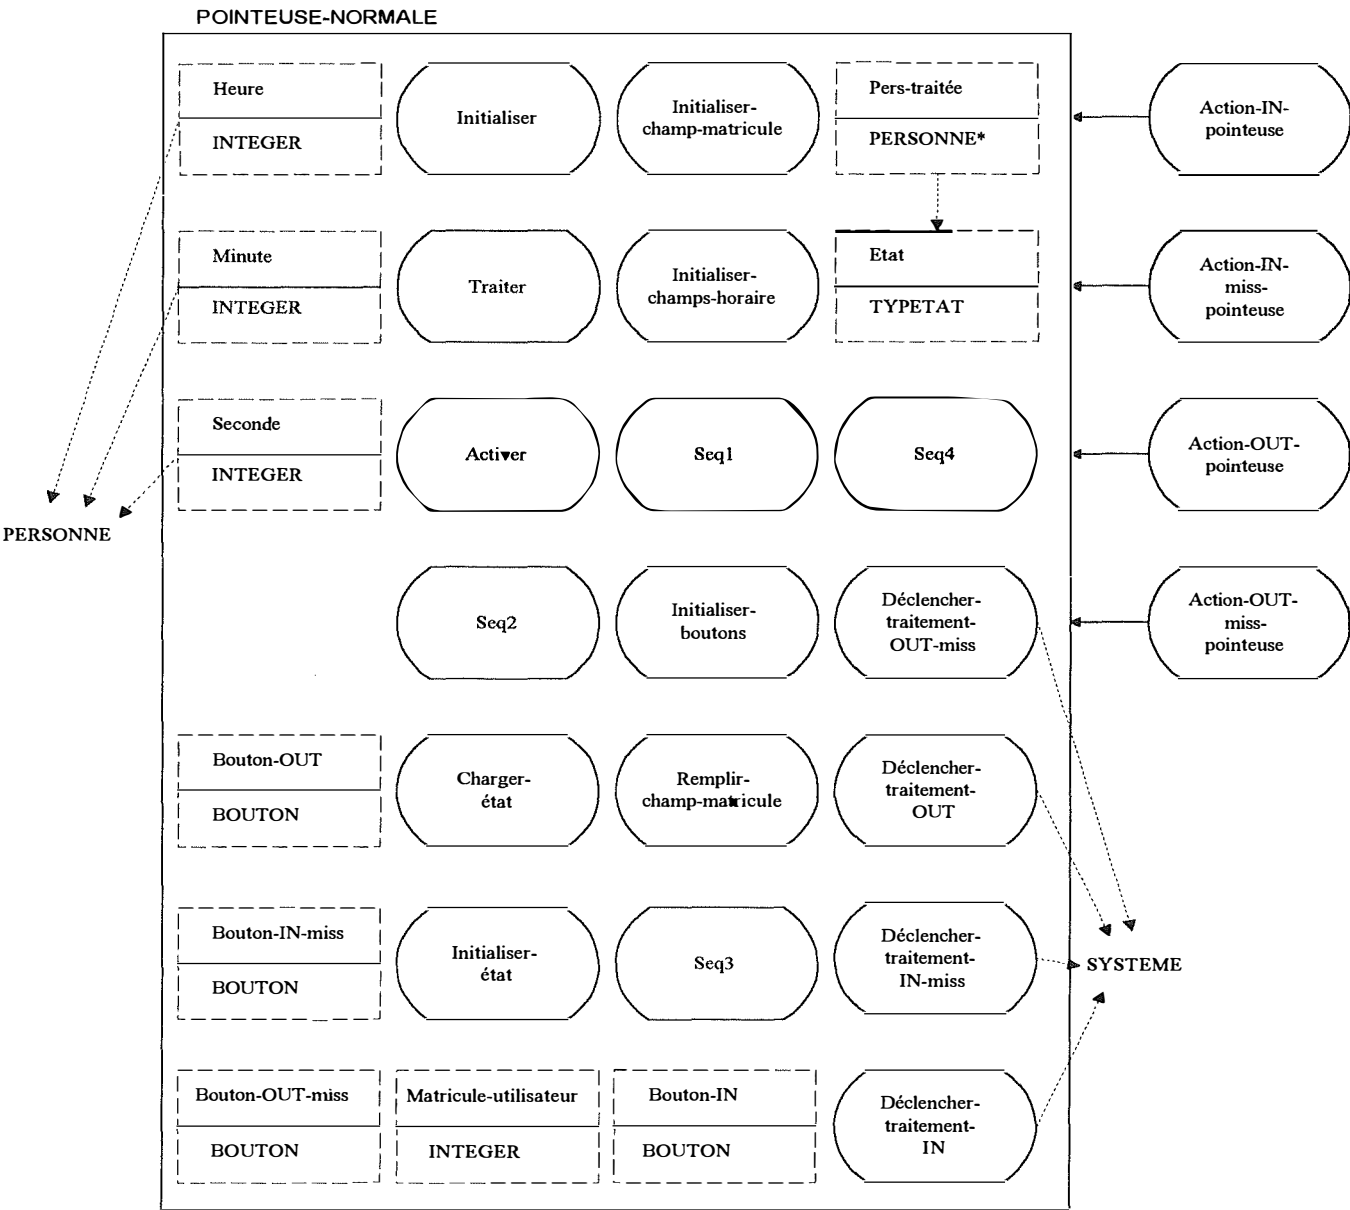 POINTEUSE-NORMALE
Heure
INTEGER
Initialiser
Initialiser-
champ-matricule
Pers-traitée
PERSONNE*
Action-IN-
pointeuse
Minute
INTEGER
Traiter
Initialiser-
champs-horaire
Etat
TYPETAT
Action-IN-
miss-
pointeuse
Seconde
INTEGER
Activer
Seq1
Seq4
Action-OUT-
pointeuse
PERSONNE
Seq2
Initialiser-
boutons
Déclencher-
traitement-
OUT-miss
Action-OUT-
miss-
pointeuse
Bouton-OUT
BOUTON
Charger-
état
Remplir-
champ-matricule
Déclencher-
traitement-
OUT
Bouton-IN-miss
BOUTON
Initialiser-
état
Seq3
Déclencher-
traitement-
IN-miss
SYSTEME
Bouton-OUT-miss
BOUTON
Matricule-utilisateur
INTEGER
Bouton-IN
BOUTON
Déclencher-
traitement-
IN